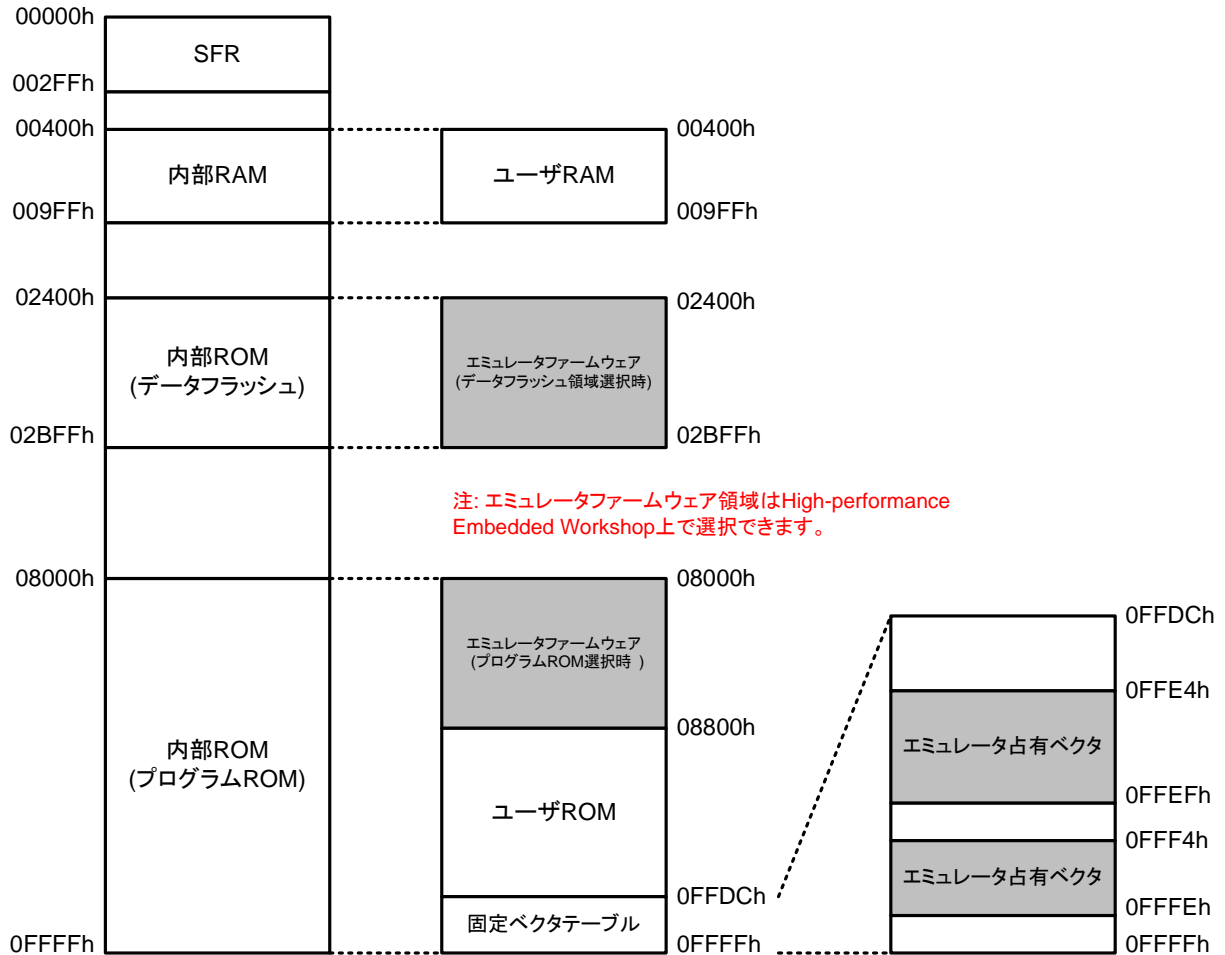 00000h
SFR
002FFh
00400h
00400h
内部RAM
ユーザRAM
009FFh
009FFh
02400h
02400h
内部ROM
(データフラッシュ)
エミュレータファームウェア
(データフラッシュ領域選択時)
02BFFh
02BFFh
注: エミュレータファームウェア領域はHigh-performance
Embedded Workshop上で選択できます。
08000h
08000h
エミュレータファームウェア
(プログラムROM選択時 )
08800h
内部ROM
(プログラムROM)
ユーザROM
0FFDCh
固定ベクタテーブル
0FFFFh
0FFFFh
0FFDCh
0FFE4h
エミュレータ占有ベクタ
0FFEFh
0FFF4h
エミュレータ占有ベクタ
0FFFEh
0FFFFh